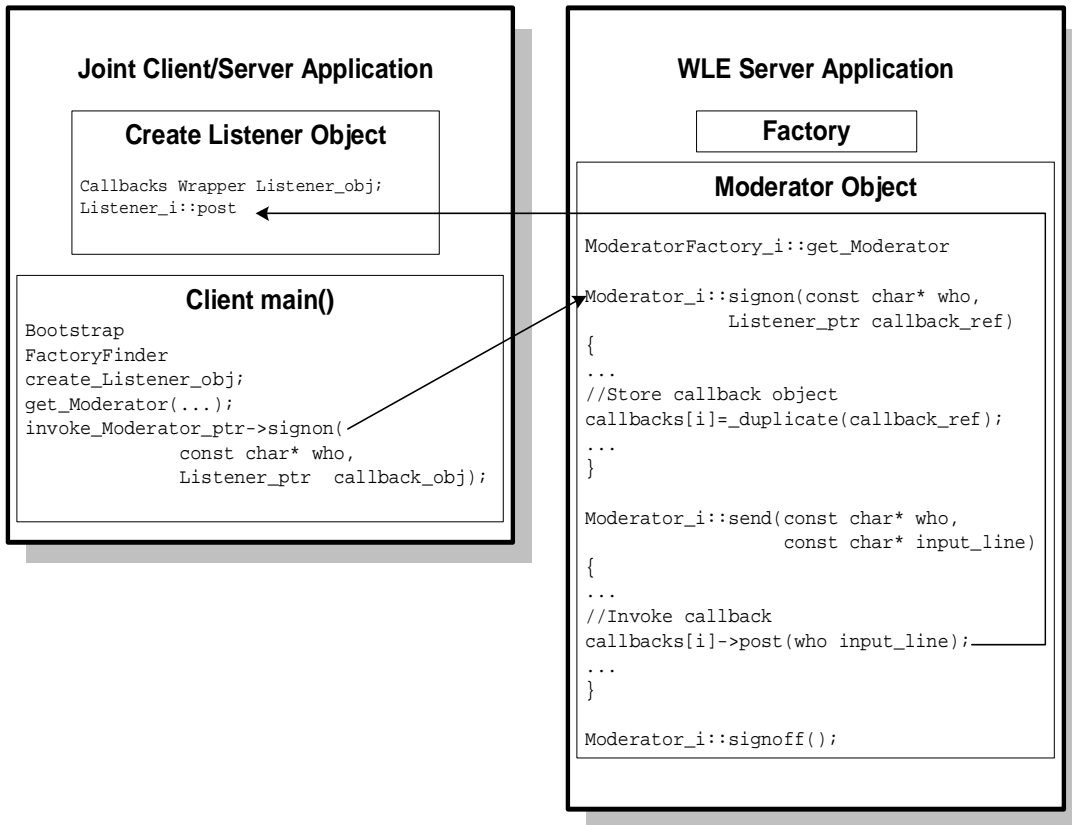 Joint Client/Server Application
Create Listener Object
Callbacks Wrapper Listener_obj;
Listener_i::post
Client main()
Bootstrap
FactoryFinder
create_Listener_obj;
get_Moderator(...);
invoke_Moderator_ptr->signon(
const char* who,
Listener_ptr callback_obj);
WLE Server Application
Factory
Moderator Object
ModeratorFactory_i::get_Moderator
Moderator_i::signon(const char* who,
Listener_ptr callback_ref)
{
...
//Store callback object
callbacks[i]=_duplicate(callback_ref);
...
}
Moderator_i::send(const char* who,
const char* input_line)
{
...
//Invoke callback
callbacks[i]->post(who input_line);
...
}
Moderator_i::signoff();